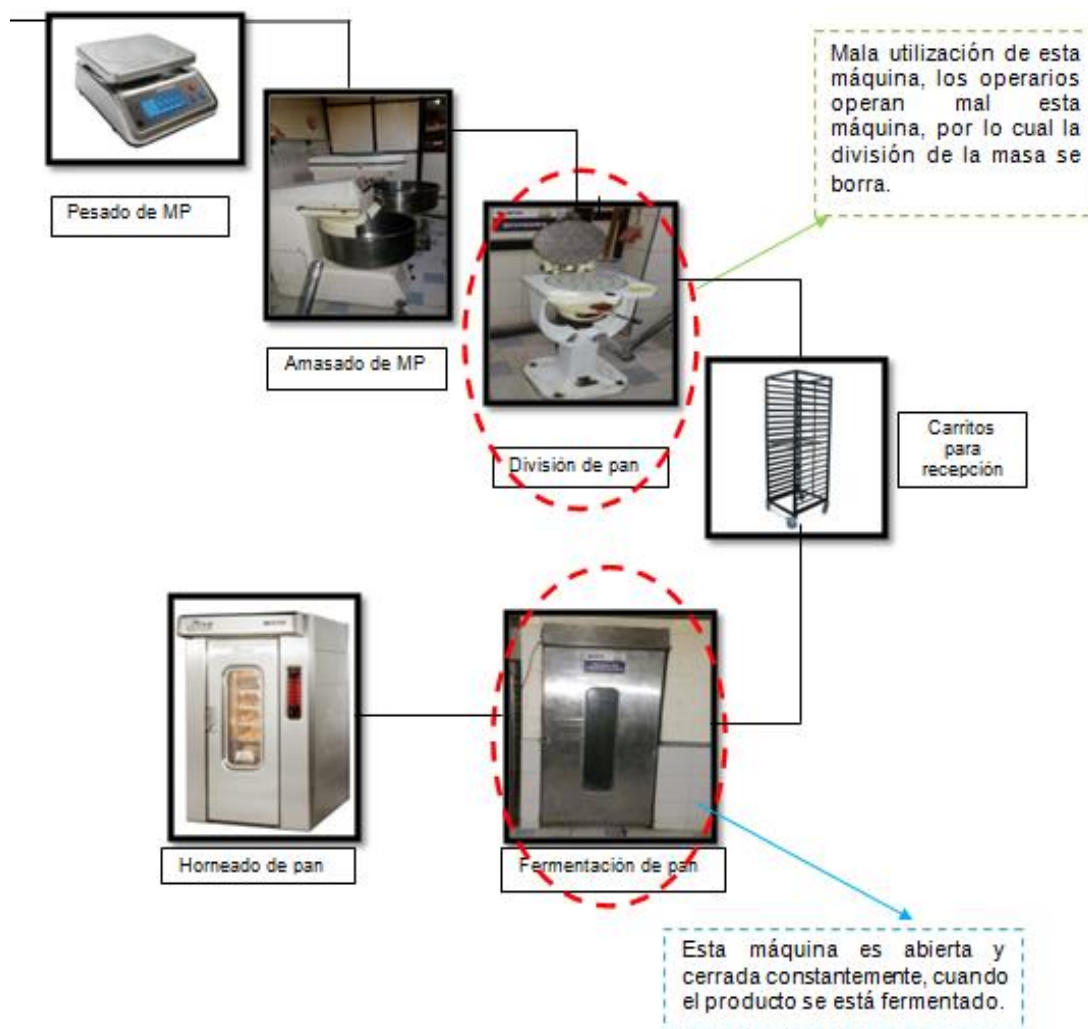 Mala utilización de esta
máquina, los operarios
operan mal esta
máquina, por lo cual la
división de la masa se
borra.
Pesado de MP
Amasado de MP
División de pan
Carritos
para
recepción
Horneado de pan
Fermentación de pan
Esta máquina es abierta y
cerrada constantemente, cuando
el producto se está fermentado.